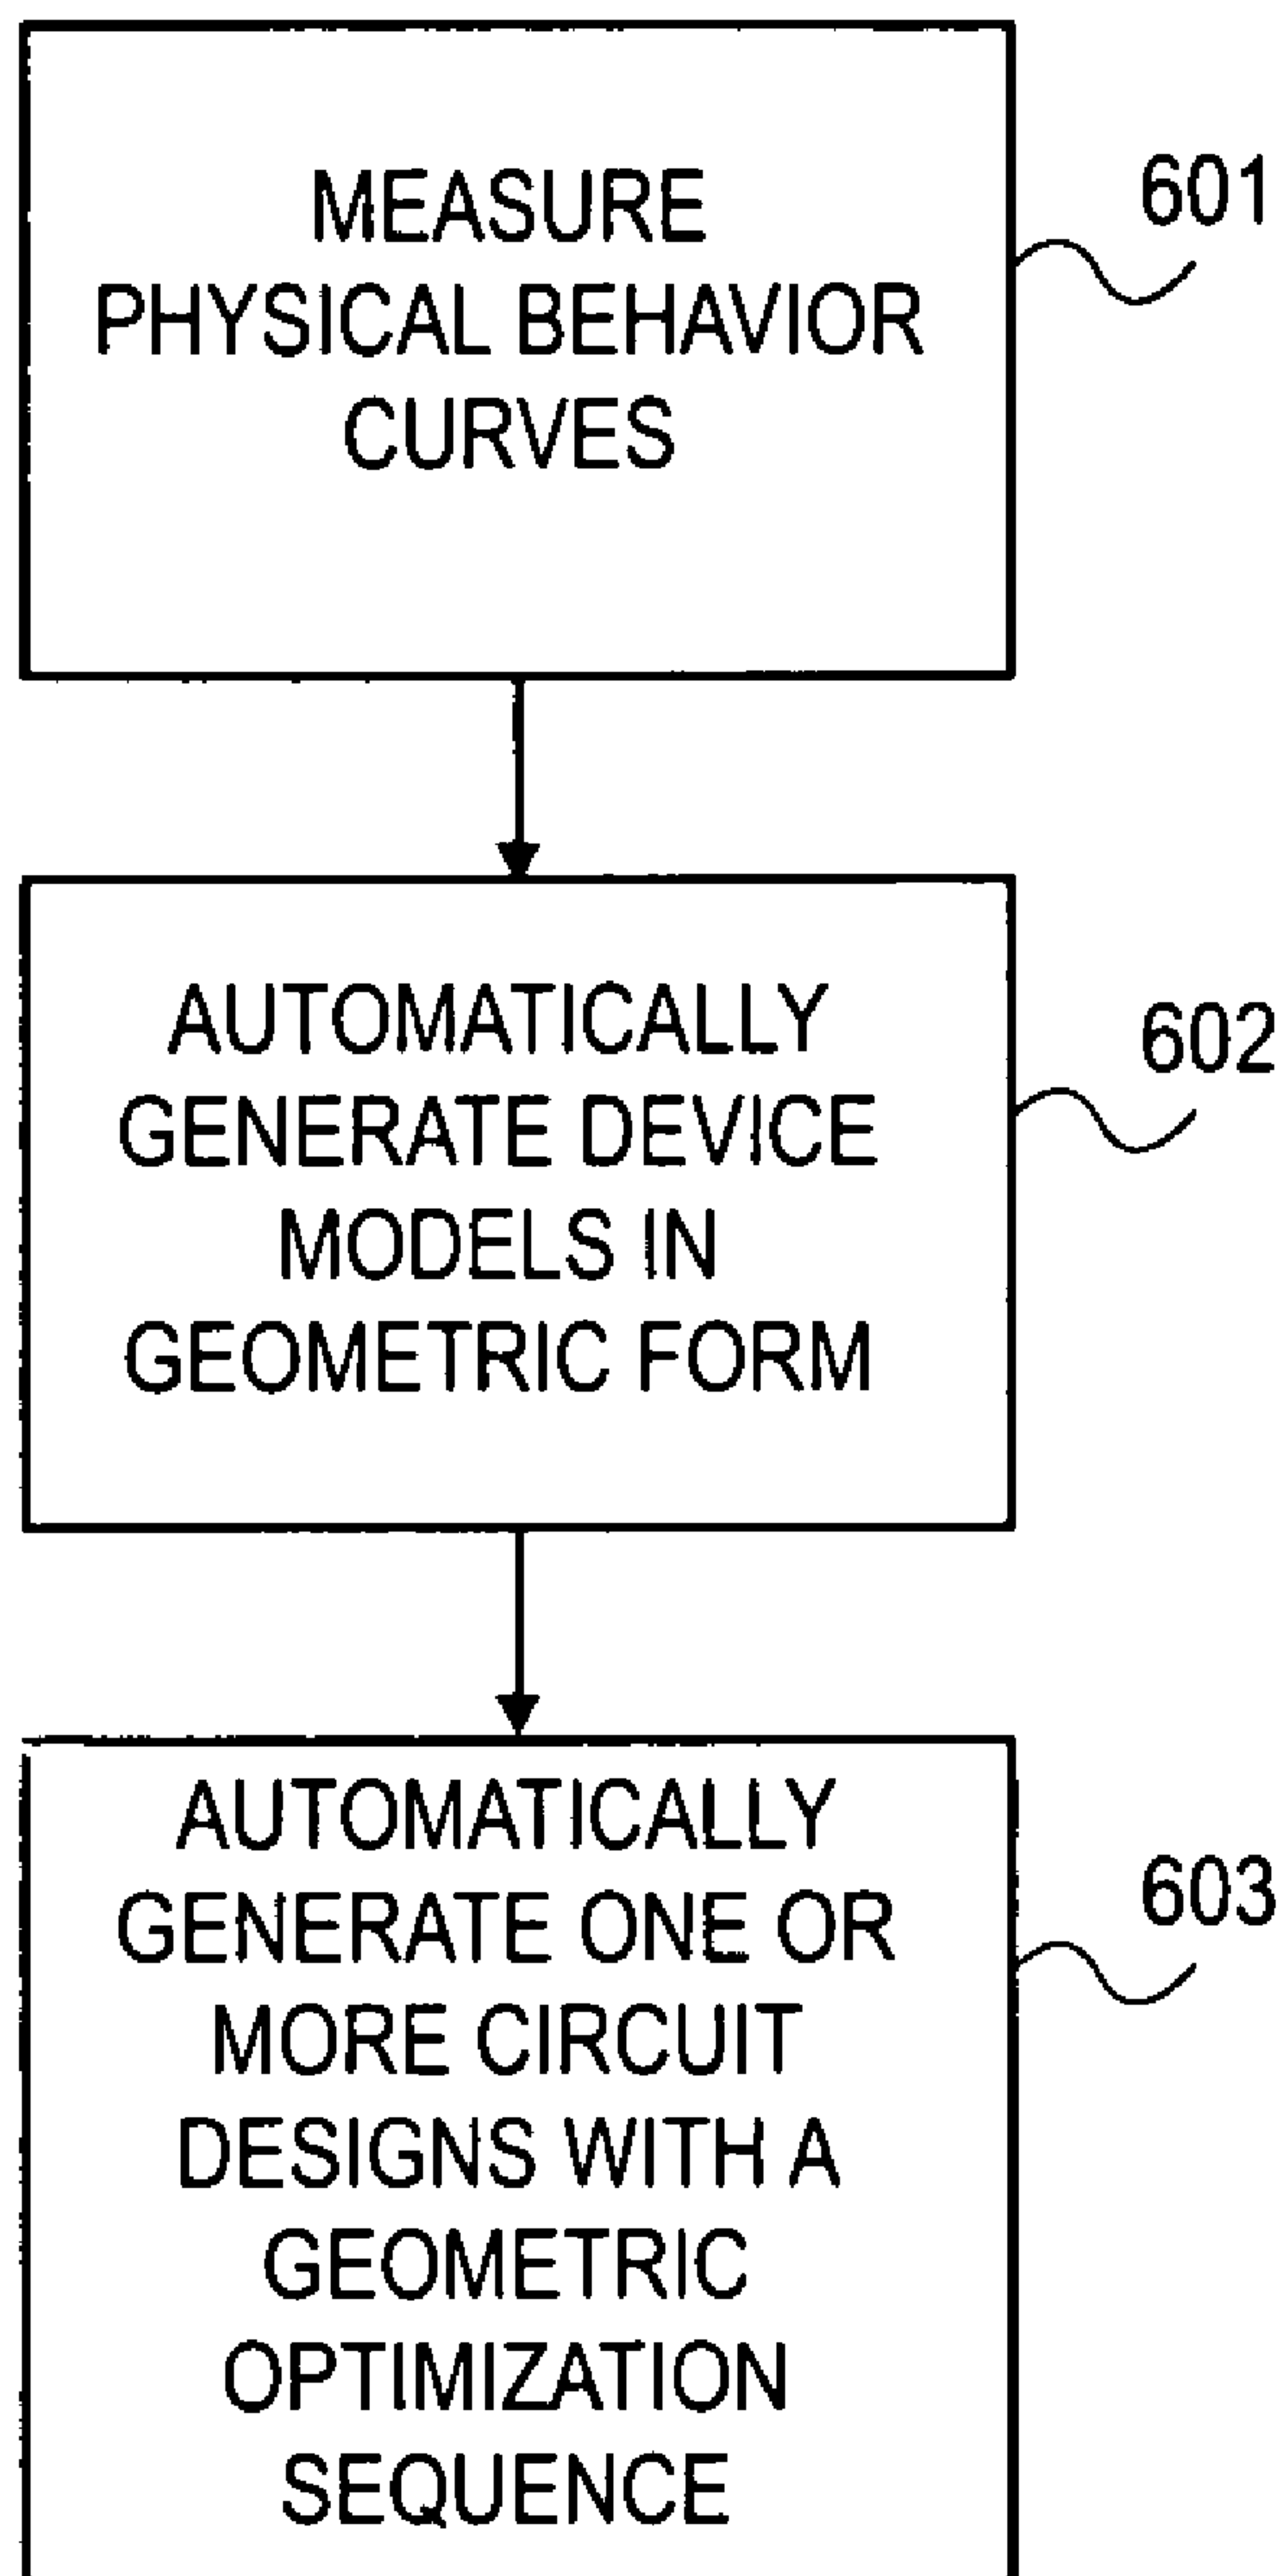 MEASURE
PHYSICAL BEHAVIOR
CURVES
601
AUTOMATICALLY
GENERATE DEVICE
MODELS IN
GEOMETRIC FORM
602
AUTOMATICALLY
GENERATE ONE OR
MORE CIRCUIT
DESIGNS WITH A
GEOMETRIC
OPTIMIZATION
SEQUENCE
603